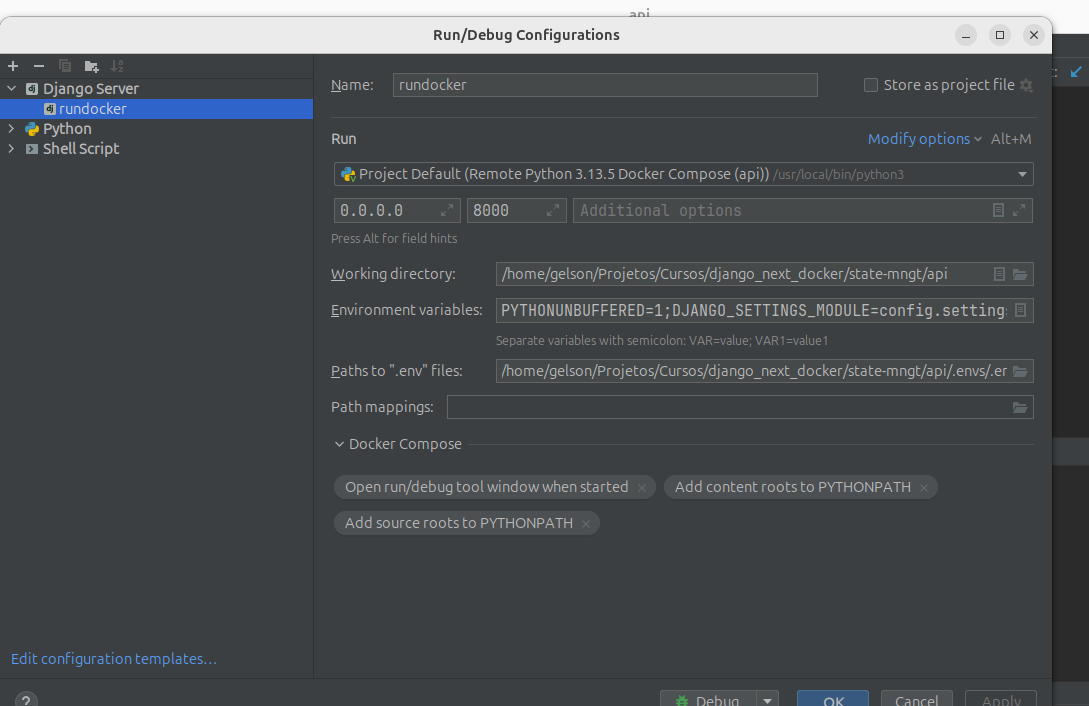 Run/Debug Configurations
Django Server
rundocker
Python
Shell Script
Edit configuration templates...
?
Name: rundocker Store as project file
Run Modify options Alt+M
Project Default (Remote Python 3.13.5 Docker Compose (api)) /usr/local/bin/python3
0.0.0.0 8000 Additional options
Press Alt for field hints
Working directory: /home/gelson/Projetos/Cursos/django_next_docker/state-mngt/api
Environment variables: PYTHONUNBUFFERED=1;DJANGO_SETTINGS_MODULE=config.setting
Separate variables with semicolon: VAR=value; VAR1=value1
Paths to ".env" files: /home/gelson/Projetos/Cursos/django_next_docker/state-mngt/api/.envs/.er
Path mappings:
Docker Compose
Open run/debug tool window when started Add content roots to PYTHONPATH
Add source roots to PYTHONPATH
Debug OK Cancel Apply